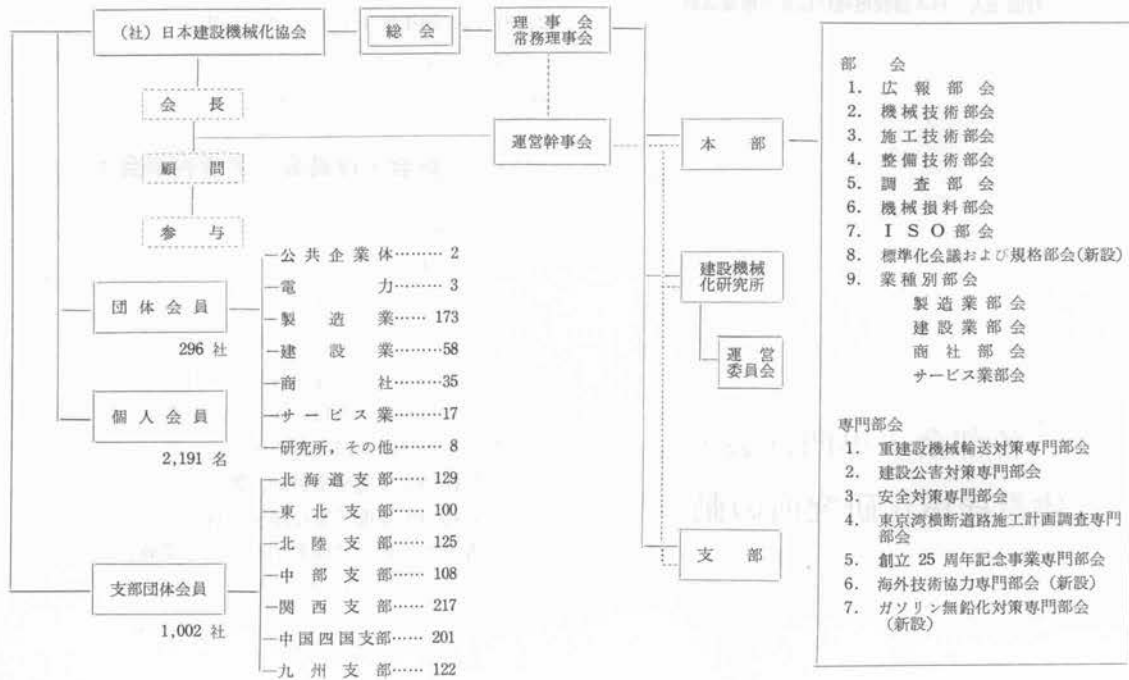 (社)日本建設機械化協会
総会
理事会
常務理事会
会長
顧問
参与
運営幹事会
団体会員
296 社
公共企業体……… 2
電力……… 3
製造業…… 173
建設業………58
商社………35
サービス業………17
研究所,その他……… 8
個人会員
2,191 名
支部団体会員
1,002 社
北海道支部…… 129
東北支部…… 100
北陸支部…… 125
中部支部…… 108
関西支部…… 217
中国四国支部…… 201
九州支部…… 122
本部
建設機械
化研究所
運営
委員会
支部
部会
1. 広報部会
2. 機械技術部会
3. 施工技術部会
4. 整備技術部会
5. 調査部会
6. 機械損料部会
7. ISO部会
8. 標準化会議および規格部会(新設)
9. 業種別部会
製造業部会
建設業部会
商社部会
サービス業部会
専門部会
1. 重建設機械輸送対策専門部会
2. 建設公害対策専門部会
3. 安全対策専門部会
4. 東京湾横断道路施工計画調査専門
部会
5. 創立 25 周年記念事業専門部会
6. 海外技術協力専門部会(新設)
7. ガソリン無鉛化対策専門部会
(新設)